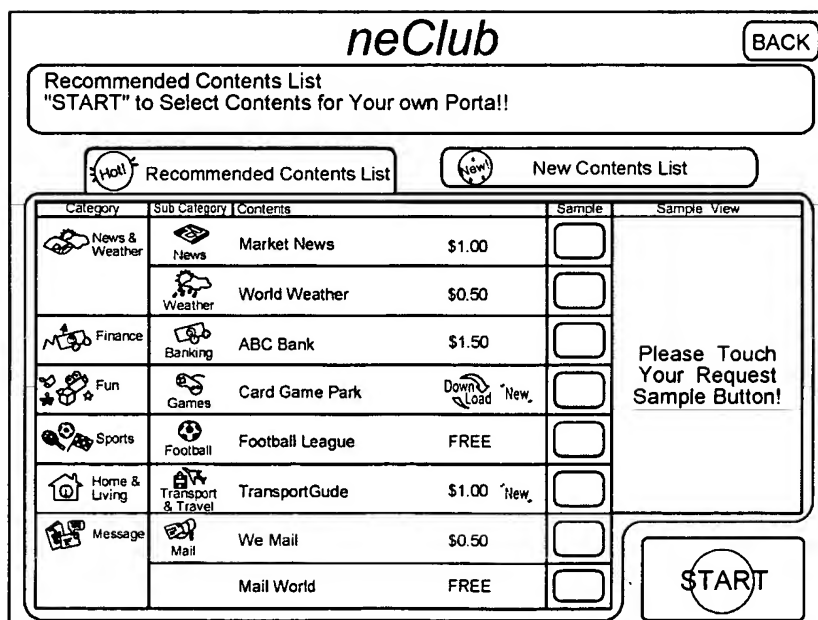 neClub
BACK
Recommended Contents List
"START" to Select Contents for Your own Porta!!
Hot! Recommended Contents List
New! New Contents List
Category Sub Category Contents Sample Sample View
News & Weather News Market News $1.00
Weather World Weather $0.50
Finance Banking ABC Bank $1.50
Fun Games Card Game Park Down Load New
Sports Football Football League FREE
Home & Living Transport & Travel TransportGude $1.00 New
Message Mail We Mail $0.50
Mail World FREE
Please Touch
Your Request
Sample Button!
START